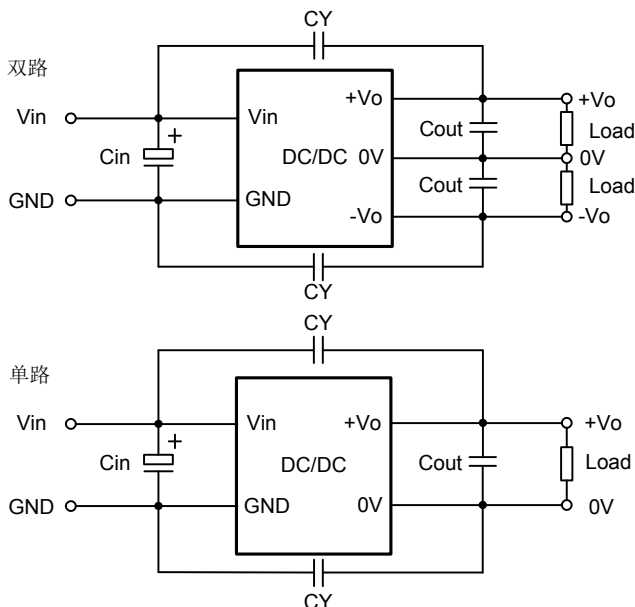 CY
双路
+Vo
+Vo
Vin
Vin
Cout
Load
+
Cin
DC/DC
0V
0V
Cout
Load
GND
GND
-Vo
-Vo
CY
CY
单路
Vin
Vin
+Vo
+Vo
+
Cin
DC/DC
Cout
Load
GND
GND
0V
0V
CY